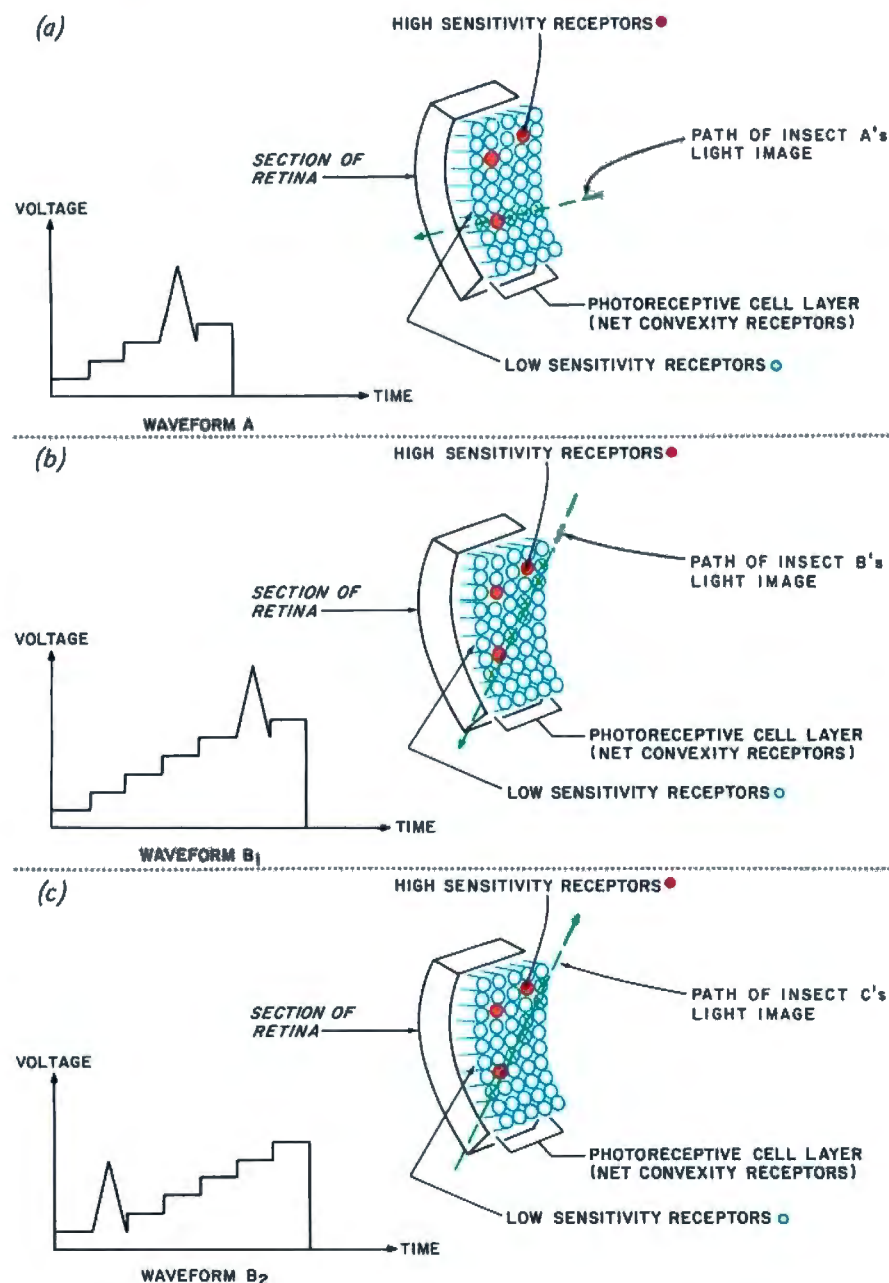 (a)
HIGH SENSITIVITY RECEPTORS
PATH OF INSECT A's
LIGHT IMAGE
SECTION OF
RETINA
VOLTAGE
PHOTORECEPTIVE CELL LAYER
(NET CONVEXITY RECEPTORS)
LOW SENSITIVITY RECEPTORS
TIME
WAVEFORM A
(b)
HIGH SENSITIVITY RECEPTORS
PATH OF INSECT B's
LIGHT IMAGE
SECTION OF
RETINA
VOLTAGE
PHOTORECEPTIVE CELL LAYER
(NET CONVEXITY RECEPTORS)
LOW SENSITIVITY RECEPTORS
TIME
WAVEFORM B1
(c)
HIGH SENSITIVITY RECEPTORS
PATH OF INSECT C's
LIGHT IMAGE
SECTION OF
RETINA
VOLTAGE
PHOTORECEPTIVE CELL LAYER
(NET CONVEXITY RECEPTORS)
LOW SENSITIVITY RECEPTORS
TIME
WAVEFORM B2